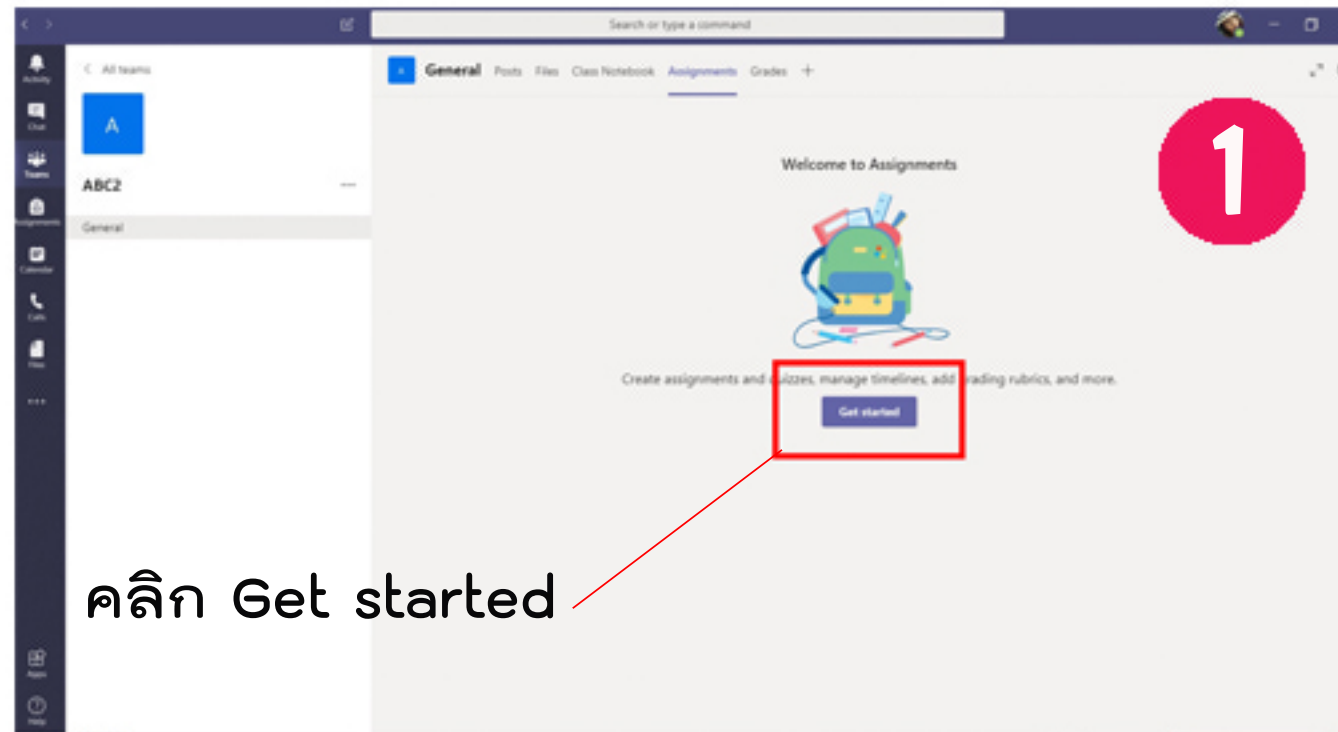 Search or type a command
Activity
Chat
Teams
Assignments
Calendar
Calls
Files
Apps
Help
All teams
A
ABC2
General
General Posts Files Class Notebook Assignments Grades +
1
Welcome to Assignments
Create assignments and quizzes, manage timelines, add grading rubrics, and more.
Get started
คลิก Get started